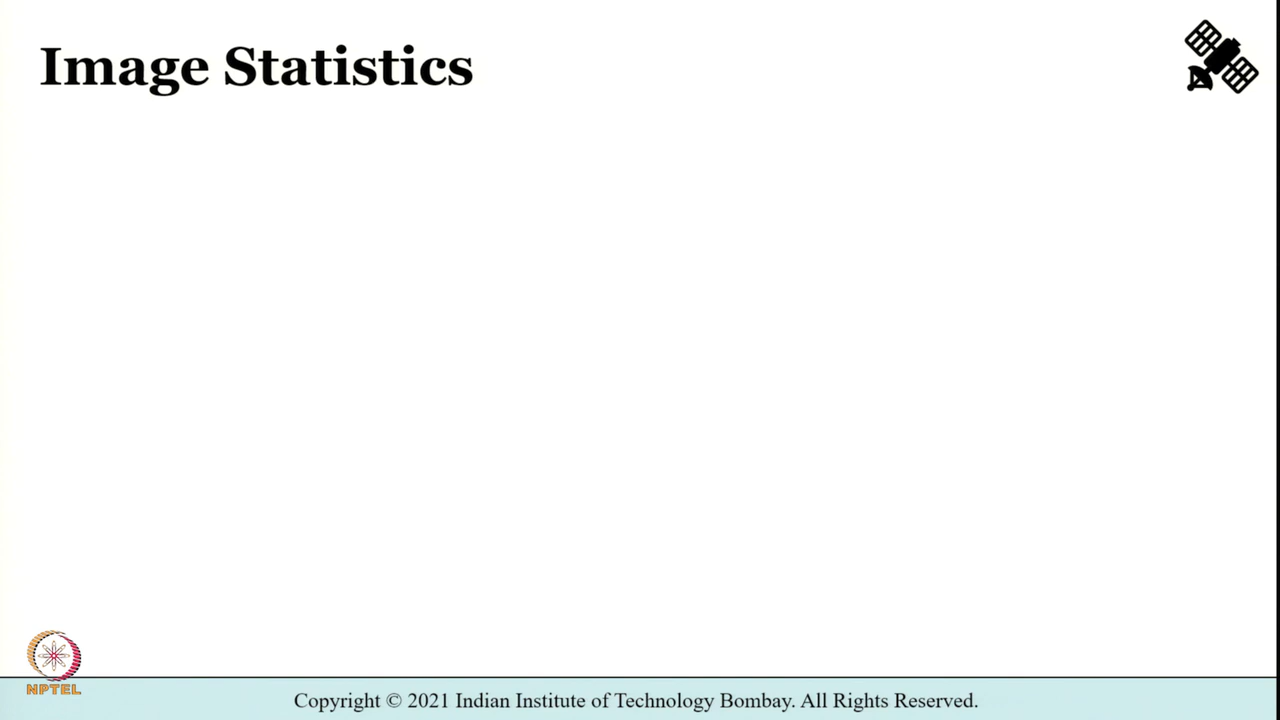 Image Statistics
NPTEL
Copyright © 2021 Indian Institute of Technology Bombay. All Rights Reserved.